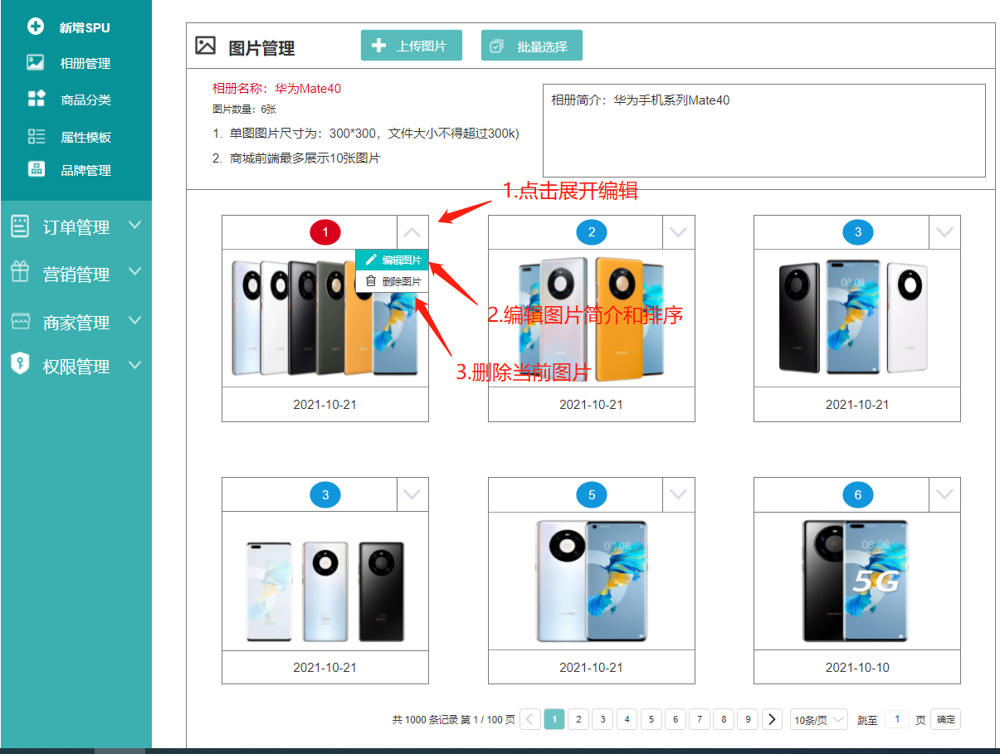 新增SPU
相册管理
商品分类
属性模板
品牌管理
订单管理
营销管理
商家管理
权限管理
图片管理
上传图片
批量选择
相册名称：华为Mate40
图片数量：6张
1. 单图图片尺寸为：300*300，文件大小不得超过300k)
2. 商城前端最多展示10张图片
相册简介：华为手机系列Mate40
1.点击展开编辑
1
2
3
编辑图片
删除图片
08:08
2.编辑图片简介和排序
3.删除当前图片
2021-10-21
2021-10-21
2021-10-21
3
5
6
08:08
08:08
5G
2021-10-21
2021-10-21
2021-10-10
共 1000 条记录 第 1 / 100 页
1
2
3
4
5
6
7
8
9
10条/页
跳至
1
页
确定